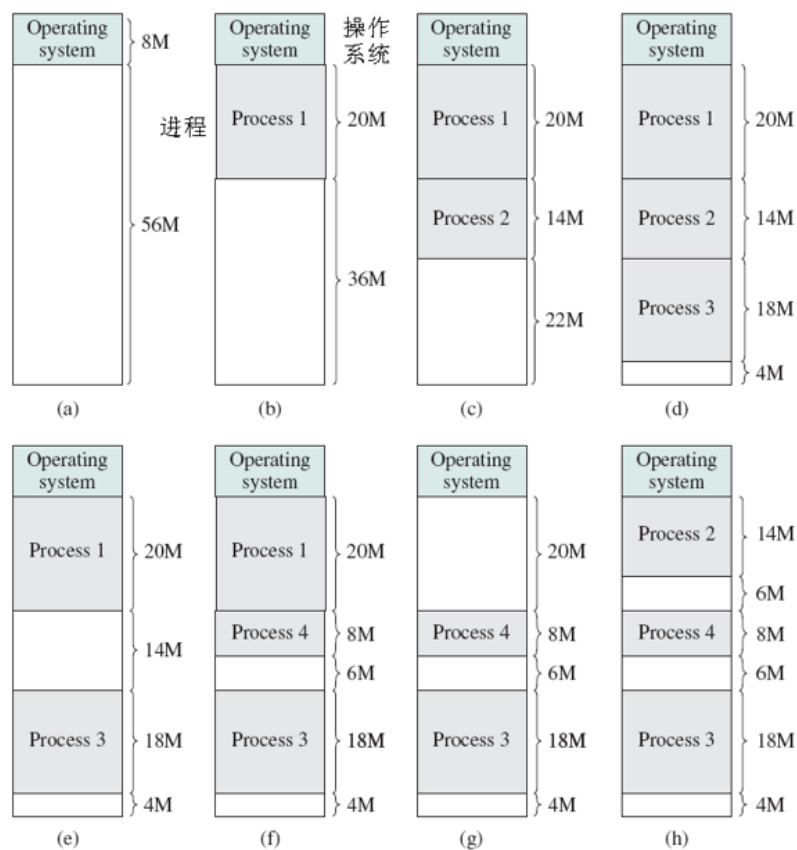 Operating
system
8M
56M
(a)
Operating
system
操作
系统
进程
Process 1
20M
36M
(b)
Operating
system
Process 1
20M
Process 2
14M
22M
(c)
Operating
system
Process 1
20M
Process 2
14M
Process 3
18M
4M
(d)
Operating
system
Process 1
20M
14M
Process 3
18M
4M
(e)
Operating
system
Process 1
20M
Process 4
8M
6M
Process 3
18M
4M
(f)
Operating
system
20M
Process 4
8M
6M
Process 3
18M
4M
(g)
Operating
system
Process 2
14M
6M
Process 4
8M
6M
Process 3
18M
4M
(h)